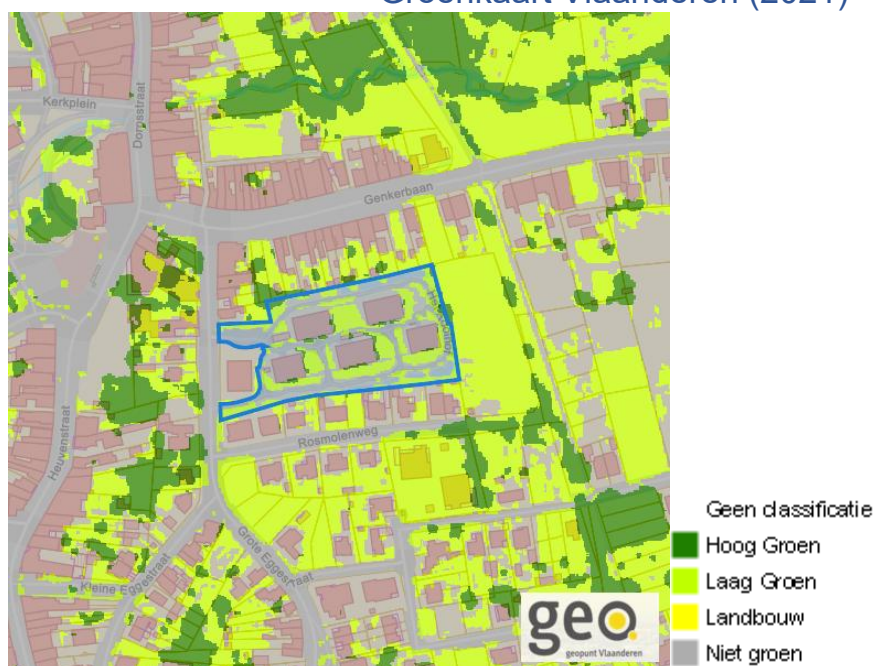 Groenkaart Vlaanderen (2021)
Kerkplein
Dorpsstraat
Genkerbaan
Heuvenstraat
Rosmolenweg
Grote Eggestraat
Kleine Eggestraat
geo
geopunt Vlaanderen
Geen classificatie
Hoog Groen
Laag Groen
Landbouw
Niet groen